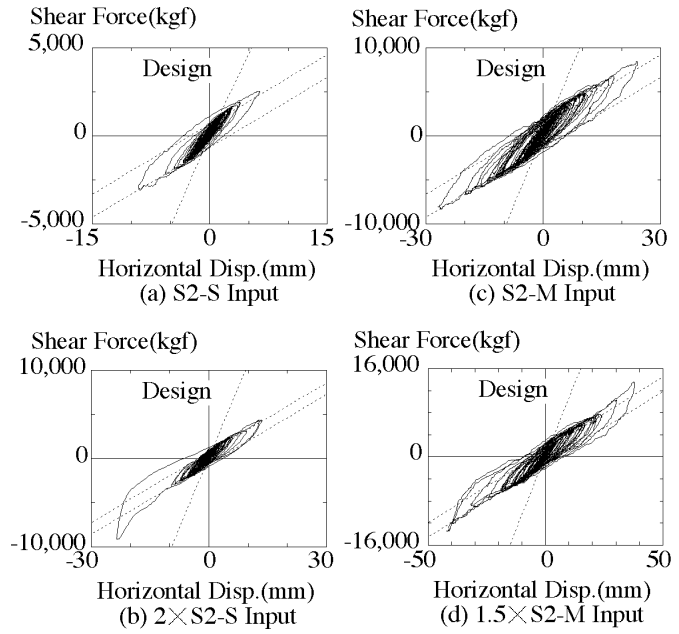 Shear Force(kgf)
5,000
Design
0
-5,000
-15 0 15
Horizontal Disp.(mm)
(a) S2-S Input
Shear Force(kgf)
10,000
Design
0
-10,000
-30 0 30
Horizontal Disp.(mm)
(c) S2-M Input
Shear Force(kgf)
10,000
Design
0
-10,000
-30 0 30
Horizontal Disp.(mm)
(b) 2×S2-S Input
Shear Force(kgf)
16,000
Design
0
-16,000
-50 0 50
Horizontal Disp.(mm)
(d) 1.5×S2-M Input